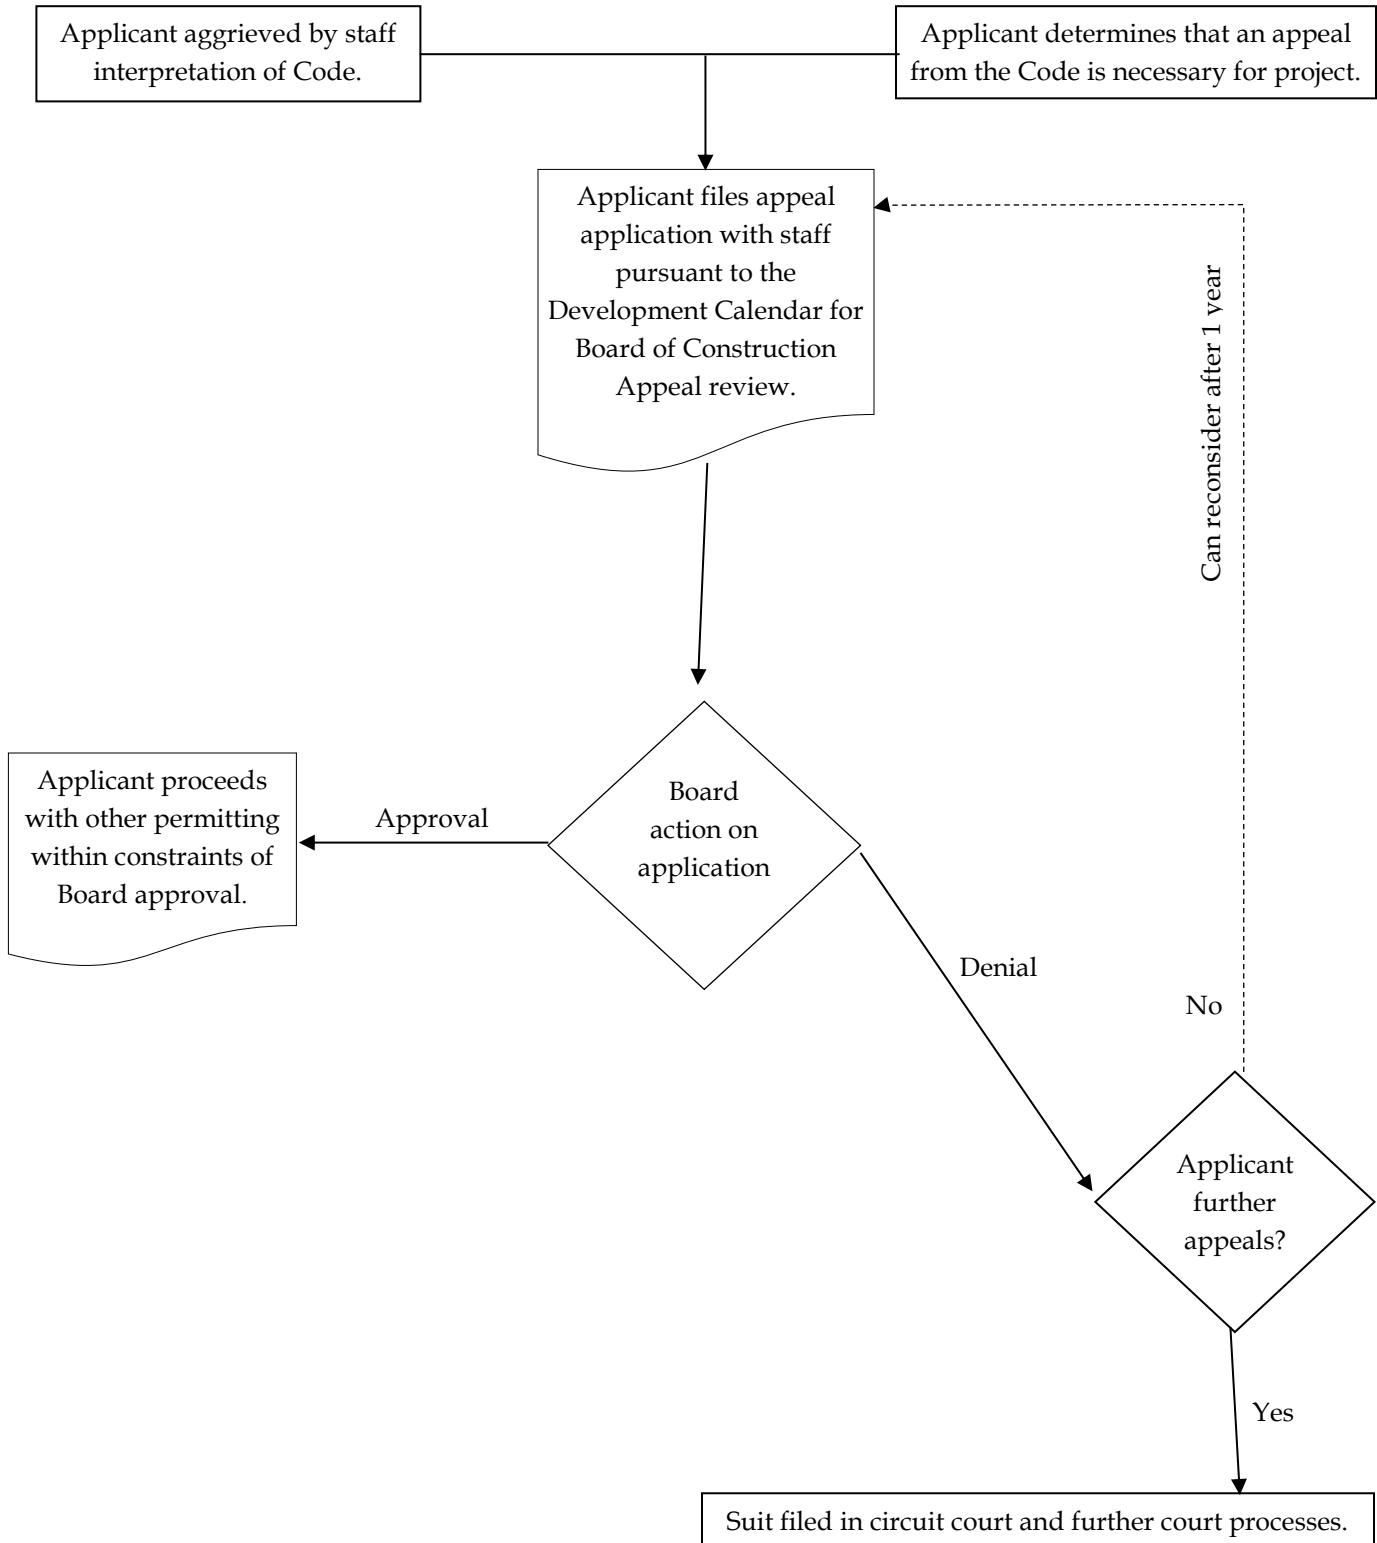 Applicant aggrieved by staff
interpretation of Code.
Applicant determines that an appeal
from the Code is necessary for project.
Applicant files appeal
application with staff
pursuant to the
Development Calendar for
Board of Construction
Appeal review.
Can reconsider after 1 year
Board
action on
application
Approval
Applicant proceeds
with other permitting
within constraints of
Board approval.
Denial
No
Applicant
further
appeals?
Yes
Suit filed in circuit court and further court processes.